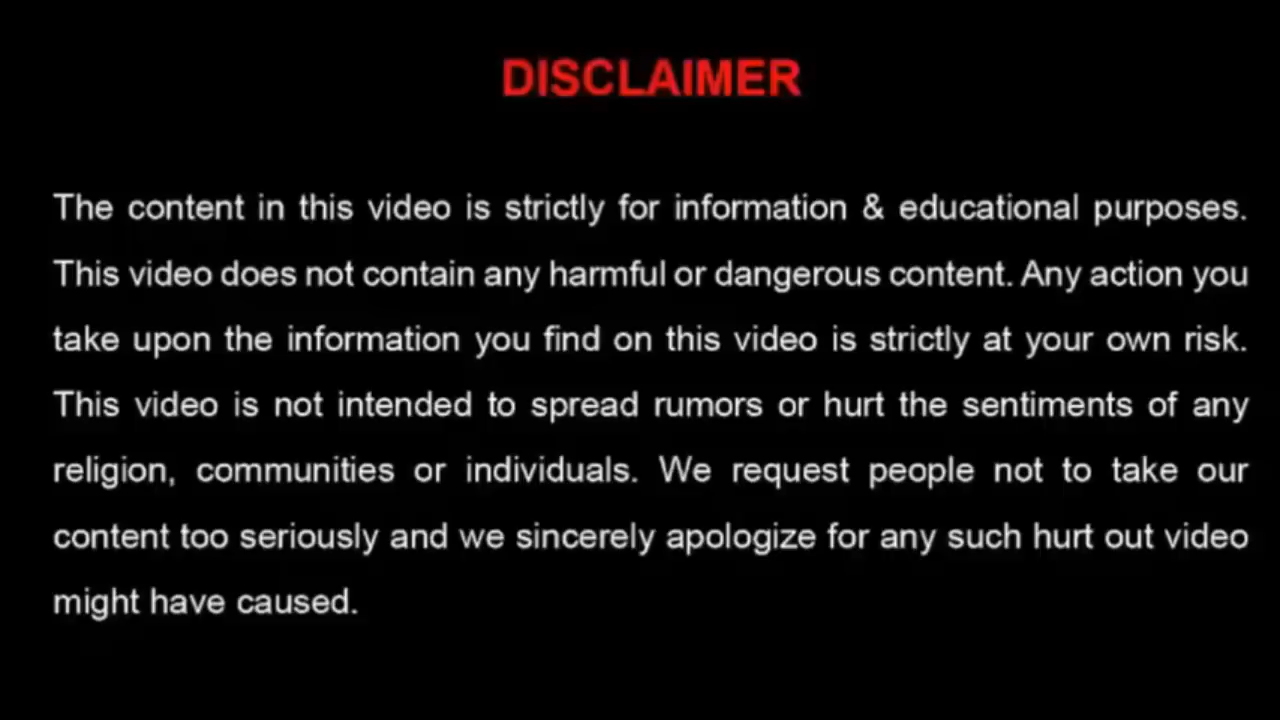 DISCLAIMER
The content in this video is strictly for information & educational purposes.
This video does not contain any harmful or dangerous content. Any action you
take upon the information you find on this video is strictly at your own risk.
This video is not intended to spread rumors or hurt the sentiments of any
religion, communities or individuals. We request people not to take our
content too seriously and we sincerely apologize for any such hurt out video
might have caused.